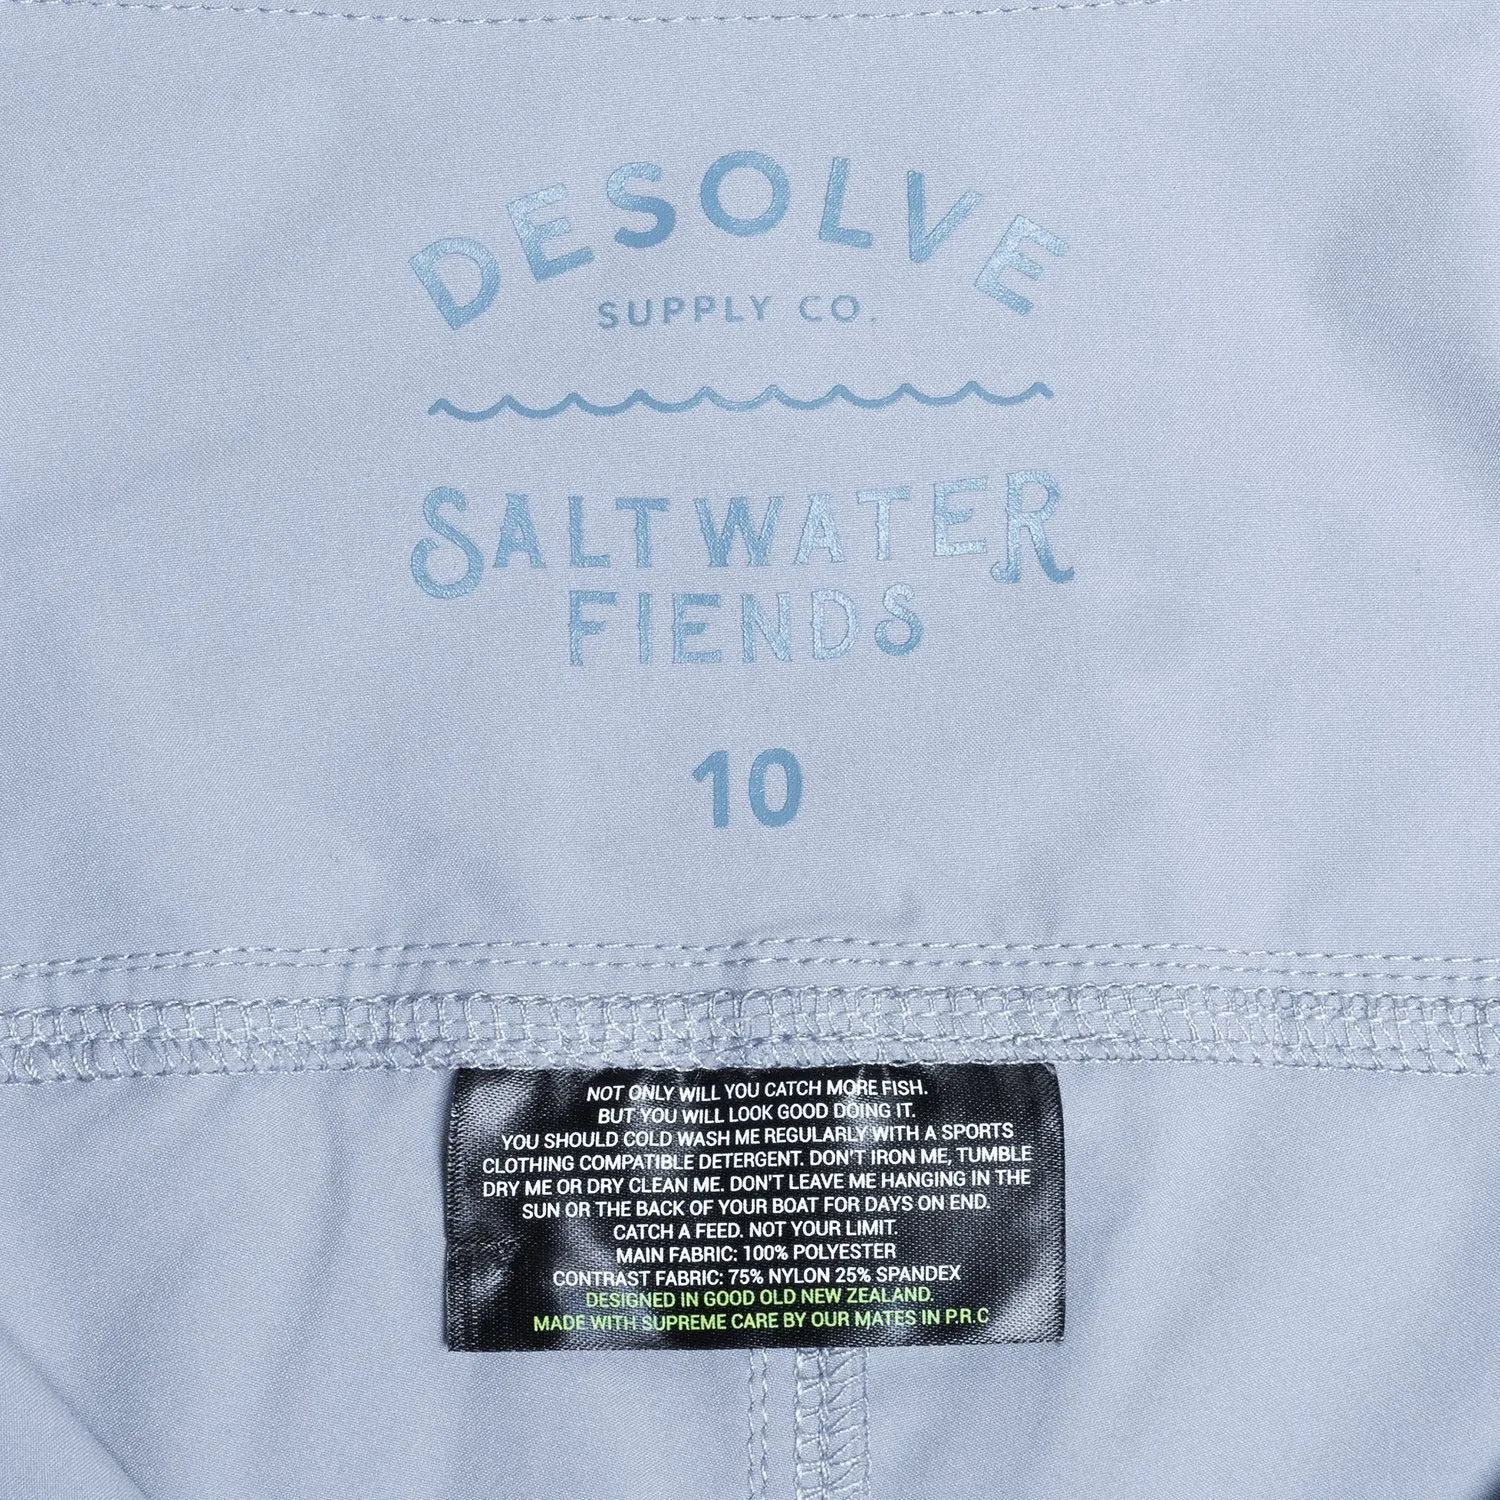 DESOLVE
SUPPLY CO.
SALTWATER
FIENDS
10
NOT ONLY WILL YOU CATCH MORE FISH.
BUT YOU WILL LOOK GOOD DOING IT.
YOU SHOULD COLD WASH ME REGULARLY WITH A SPORTS
CLOTHING COMPATIBLE DETERGENT. DON'T IRON ME, TUMBLE
DRY ME OR DRY CLEAN ME. DON'T LEAVE ME HANGING IN THE
SUN OR THE BACK OF YOUR BOAT FOR DAYS ON END.
CATCH A FEED. NOT YOUR LIMIT.
MAIN FABRIC: 100% POLYESTER
CONTRAST FABRIC: 75% NYLON 25% SPANDEX
DESIGNED IN GOOD OLD NEW ZEALAND.
MADE WITH SUPREME CARE BY OUR MATES IN P.R.C